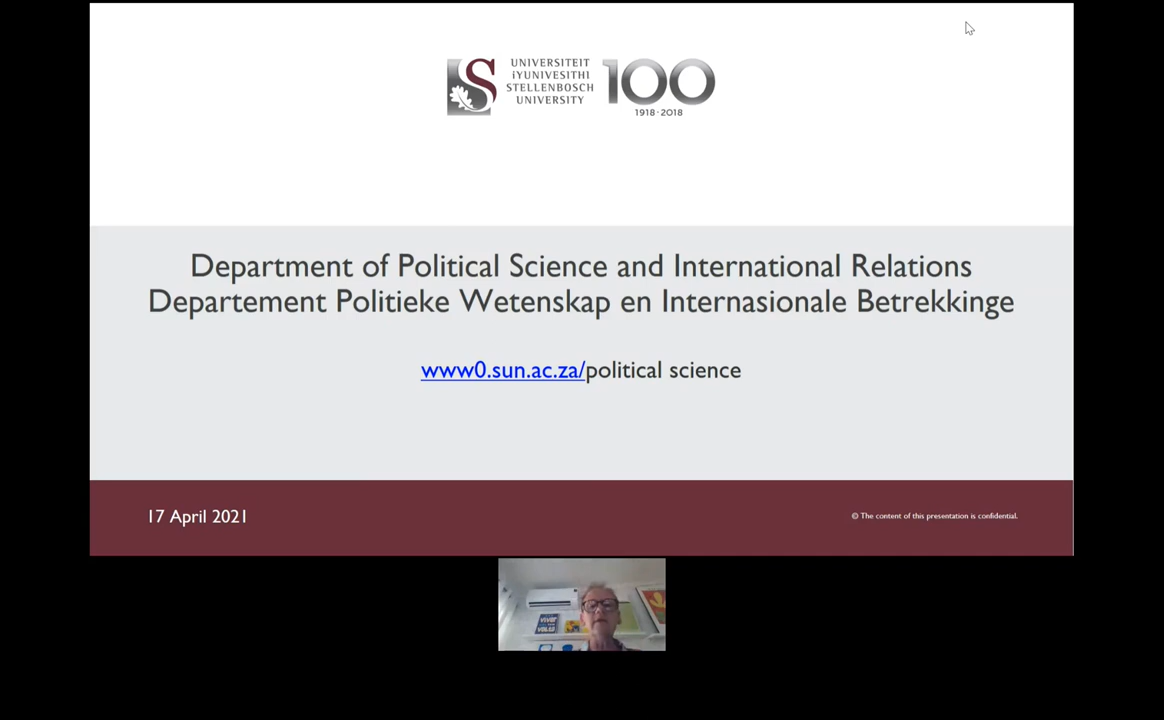 UNIVERSITEIT
iYUNIVESITHI
STELLENBOSCH
UNIVERSITY
100
1918 · 2018
Department of Political Science and International Relations
Departement Politieke Wetenskap en Internasionale Betrekkinge
www0.sun.ac.za/political science
17 April 2021
© The content of this presentation is confidential.